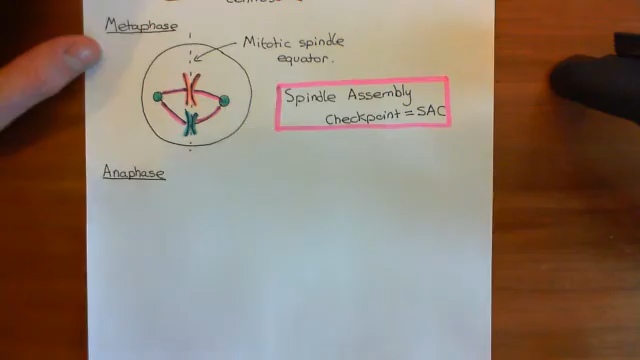 Metaphase
Mitotic spindle
equator.
Spindle Assembly
Checkpoint = SAC
Anaphase